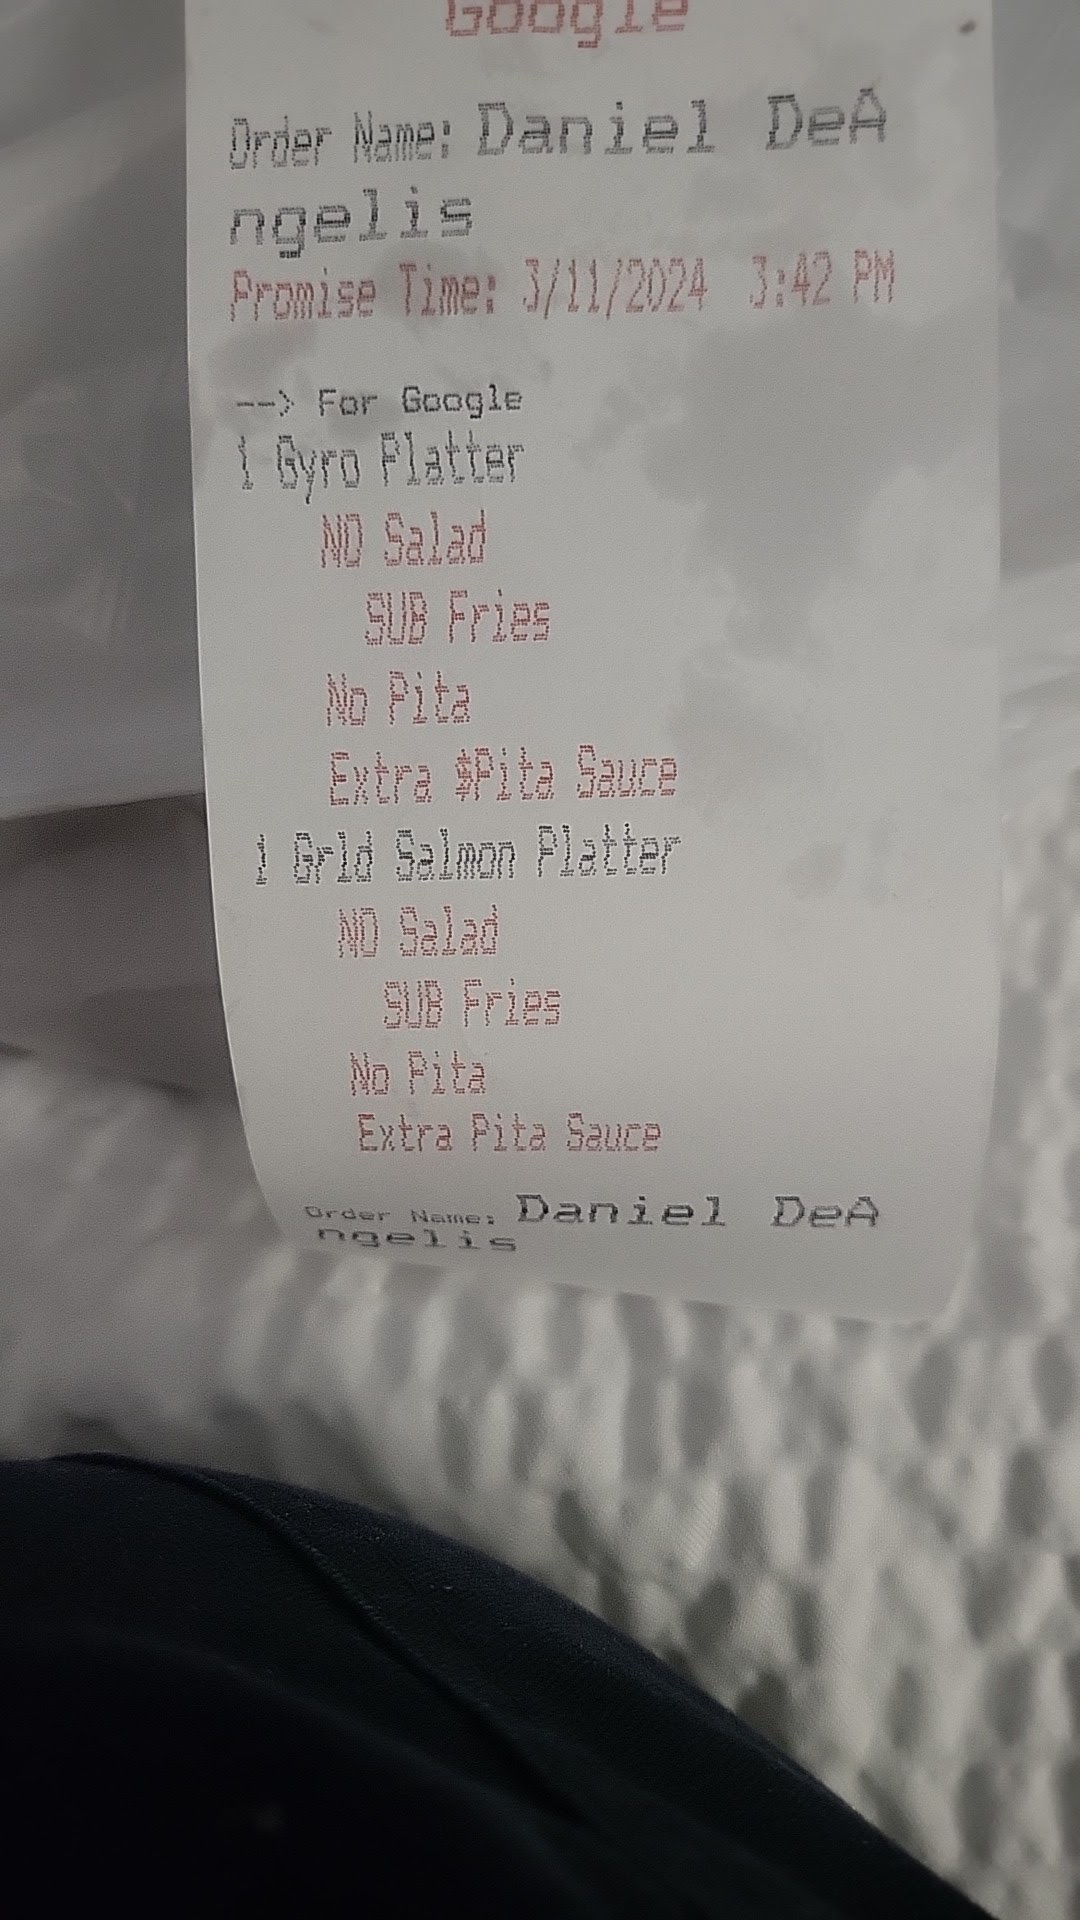 Google
Order Name: Daniel DeA
ngelis
Promise Time: 3/11/2024 3:42 PM
--> For Google
1 Gyro Platter
NO Salad
SUB Fries
No Pita
Extra $Pita Sauce
1 Grld Salmon Platter
NO Salad
SUB Fries
No Pita
Extra Pita Sauce
Order Name: Daniel DeA
ngelis